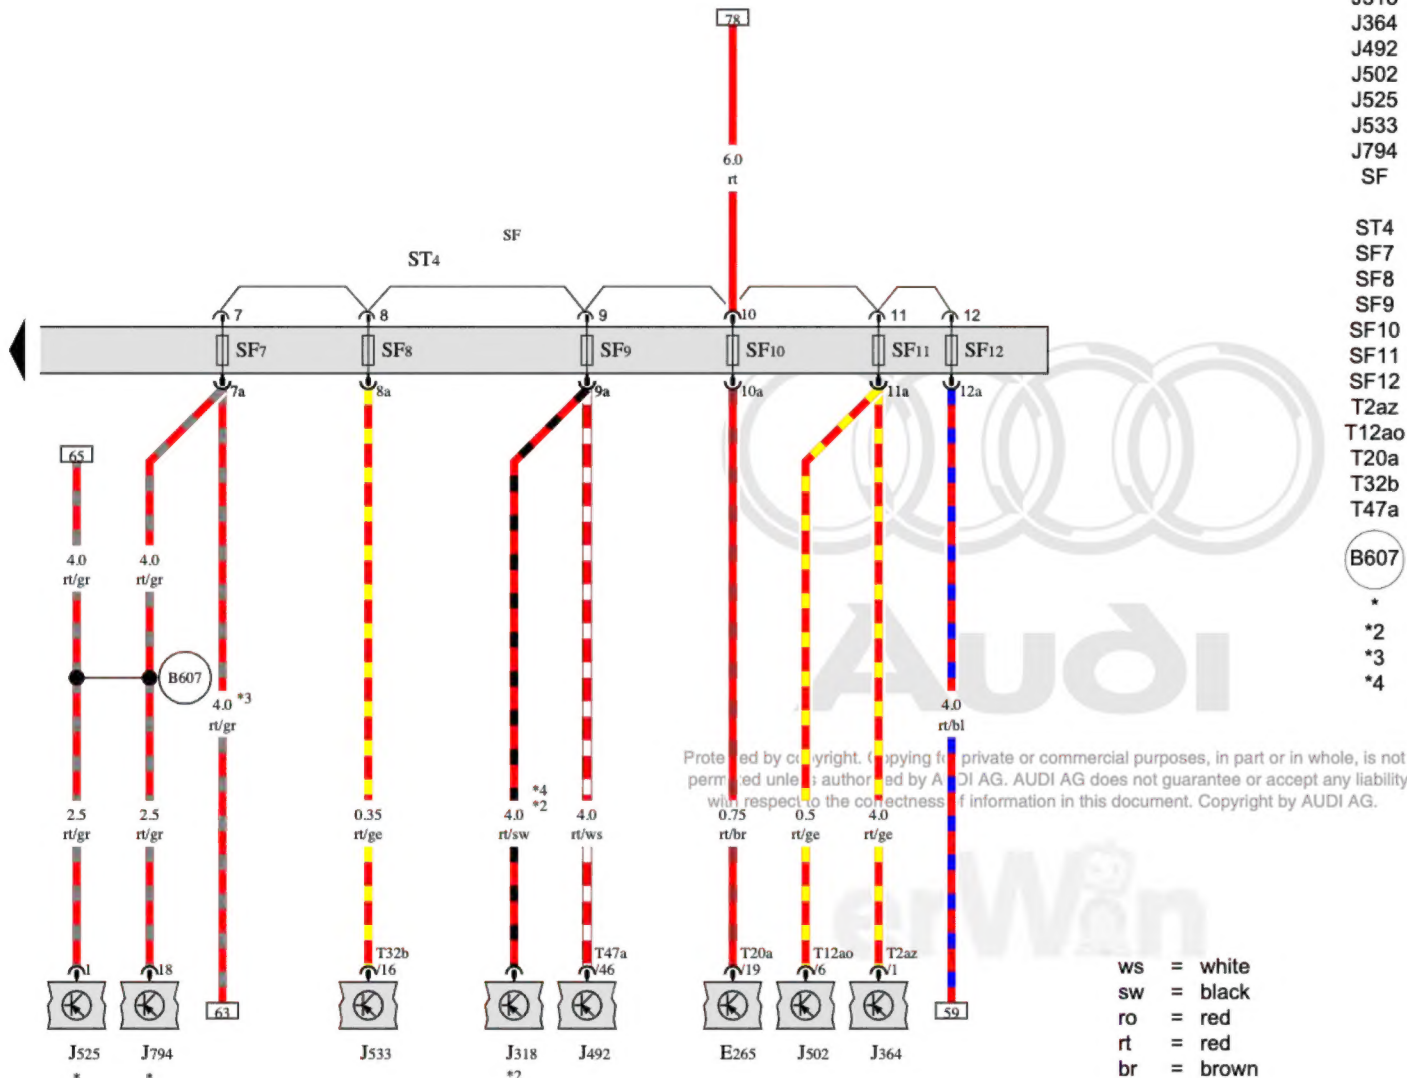 78
J318
J364
J492
J502
J525
J533
J794
SF
ST4
SF7
SF8
SF9
SF10
SF11
SF12
T2az
T12ao
T20a
T32b
T47a
B607
*
*2
*3
*4
6.0
rt
SF
ST4
7 8 9 10 11 12
SF7 SF8 SF9 SF10 SF11 SF12
7a 8a 9a 10a 11a 12a
65
4.0 4.0
rt/gr rt/gr
B607
4.0 *3
rt/gr
4.0
rt/bl
Audi
Protected by copyright. Copying for private or commercial purposes, in part or in whole, is not
permitted unless authorised by AUDI AG. AUDI AG does not guarantee or accept any liability
with respect to the correctness of information in this document. Copyright by AUDI AG.
*4
*2
2.5 2.5 0.35 4.0 4.0 0.75 0.5 4.0
rt/gr rt/gr rt/ge rt/sw rt/ws rt/br rt/ge rt/ge
erWin
T32b T47a T20a T12ao T2az
1 18 /16 /46 /19 /6 /1
63 59
J525 J794 J533 J318 J492 E265 J502 J364
* * *2
ws = white
sw = black
ro = red
rt = red
br = brown